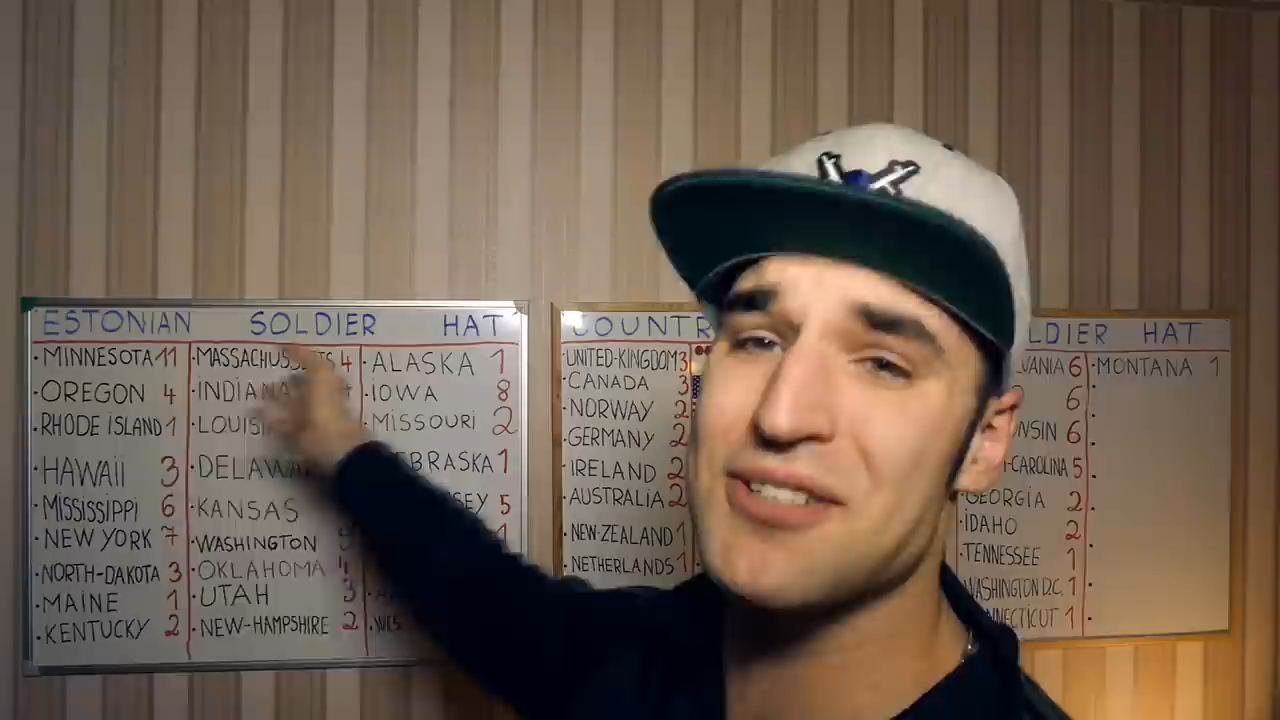 ESTONIAN SOLDIER HAT
·MINNESOTA 11
·OREGON 4
·RHODE ISLAND 1
·HAWAII 3
·MISSISSIPPI 6
·NEW YORK 7
·NORTH-DAKOTA 3
·MAINE 1
·KENTUCKY 2
·MASSACHUSETTS 4
·INDIANA
·DELAWA
·KANSAS
·WASHINGTON
·OKLAHOMA 4
·UTAH 3
·NEW-HAMPSHIRE 2
·ALASKA 1
·IOWA 8
·MISSOURI 2
EBRASKA 1
SEY 5
1
COUNTR
·UNITED-KINGDOM 3
·CANADA 3
·NORWAY 2
·GERMANY 2
·IRELAND 2
·AUSTRALIA 2
·NEW-ZEALAND 1
·NETHERLANDS 1
LDIER HAT
VANIA 6
6
NSIN 6
-CAROLINA 5
·GEORGIA 2
·IDAHO 2
·TENNESSEE 1
WASHINGTON D.C. 1
NNECTICUT 1
·MONTANA 1